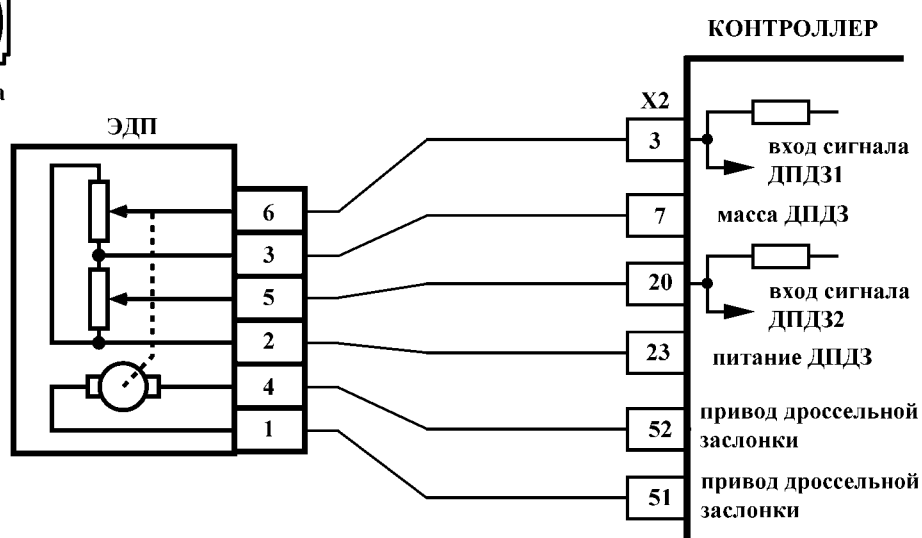 КОНТРОЛЛЕР
а
ЭДП
X2
6
3
5
2
4
1
3
вход сигнала
ДПДЗ1
7
масса ДПДЗ
20
вход сигнала
ДПДЗ2
23
питание ДПДЗ
52
привод дроссельной
заслонки
51
привод дроссельной
заслонки